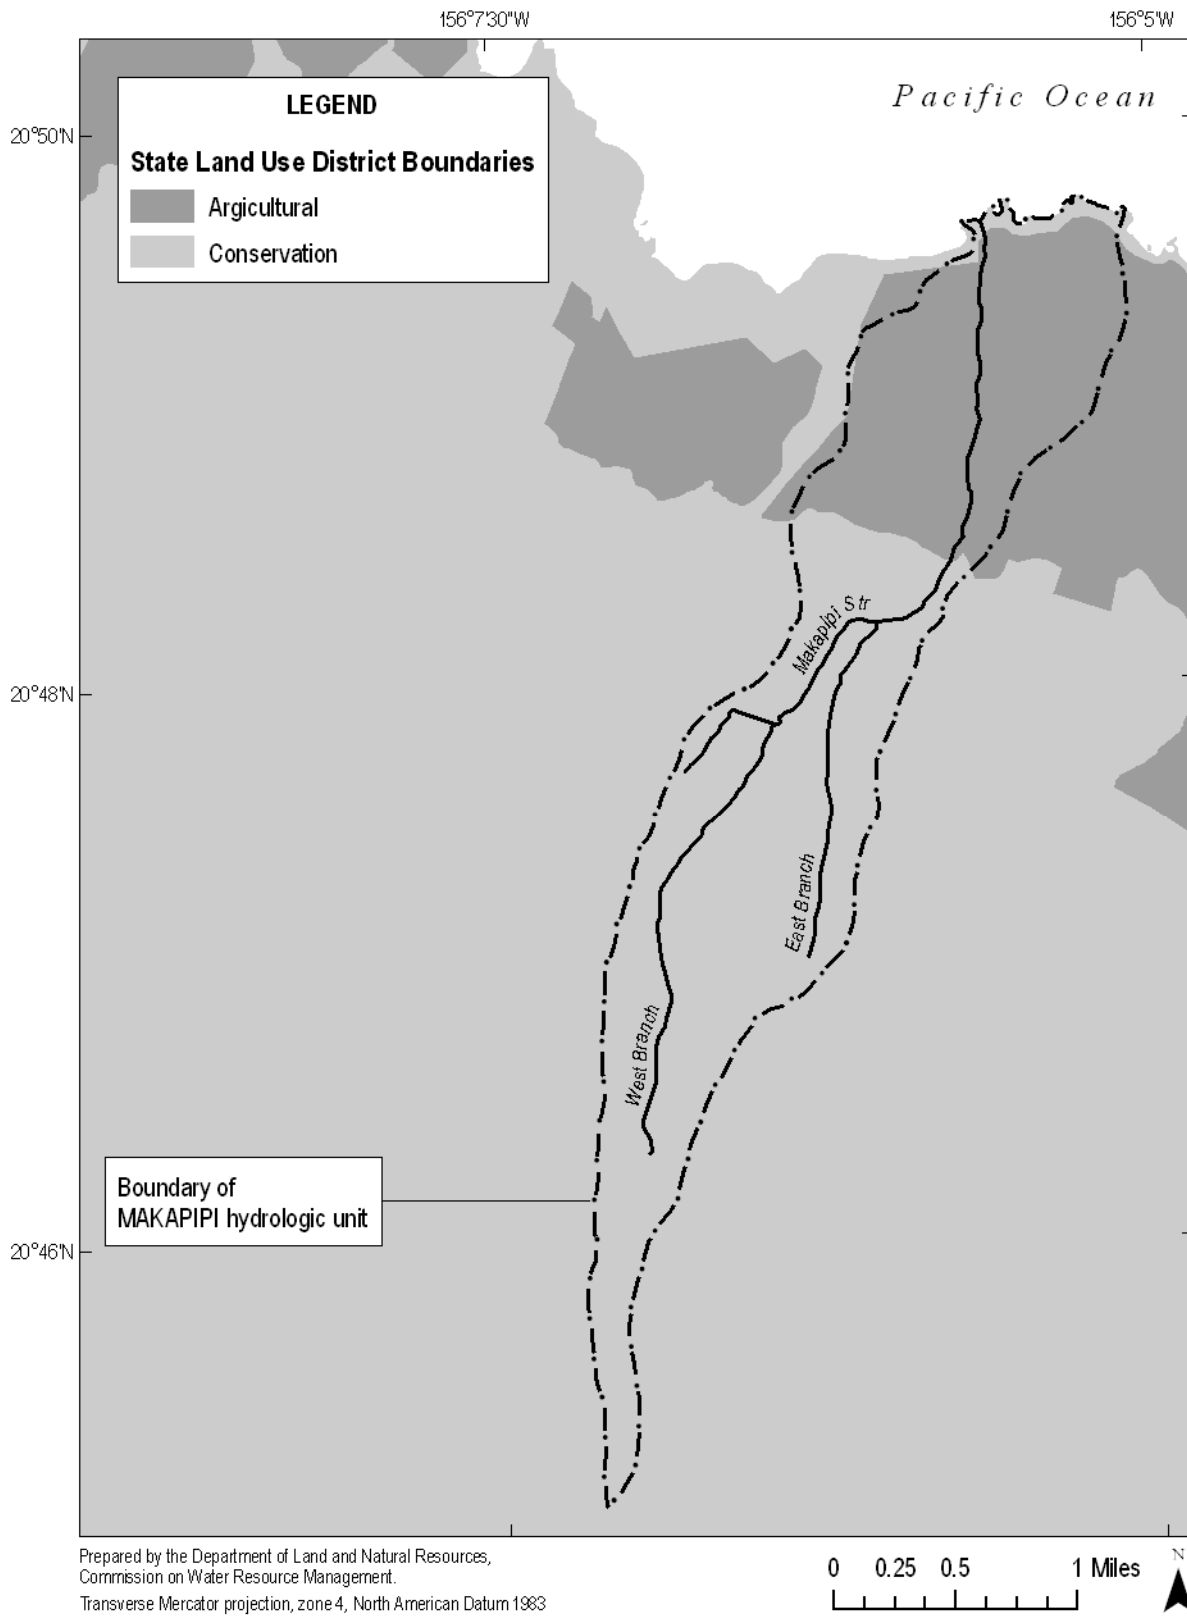 156°7'30"W
156°5'W
Pacific Ocean
20°50'N
LEGEND
State Land Use District Boundaries
Argicultural
Conservation
Makapipi Str
20°48'N
East Branch
West Branch
Boundary of
MAKAPIPI hydrologic unit
20°46'N
Prepared by the Department of Land and Natural Resources,
Commission on Water Resource Management.
Transverse Mercator projection, zone 4, North American Datum 1983
0 0.25 0.5 1 Miles
N